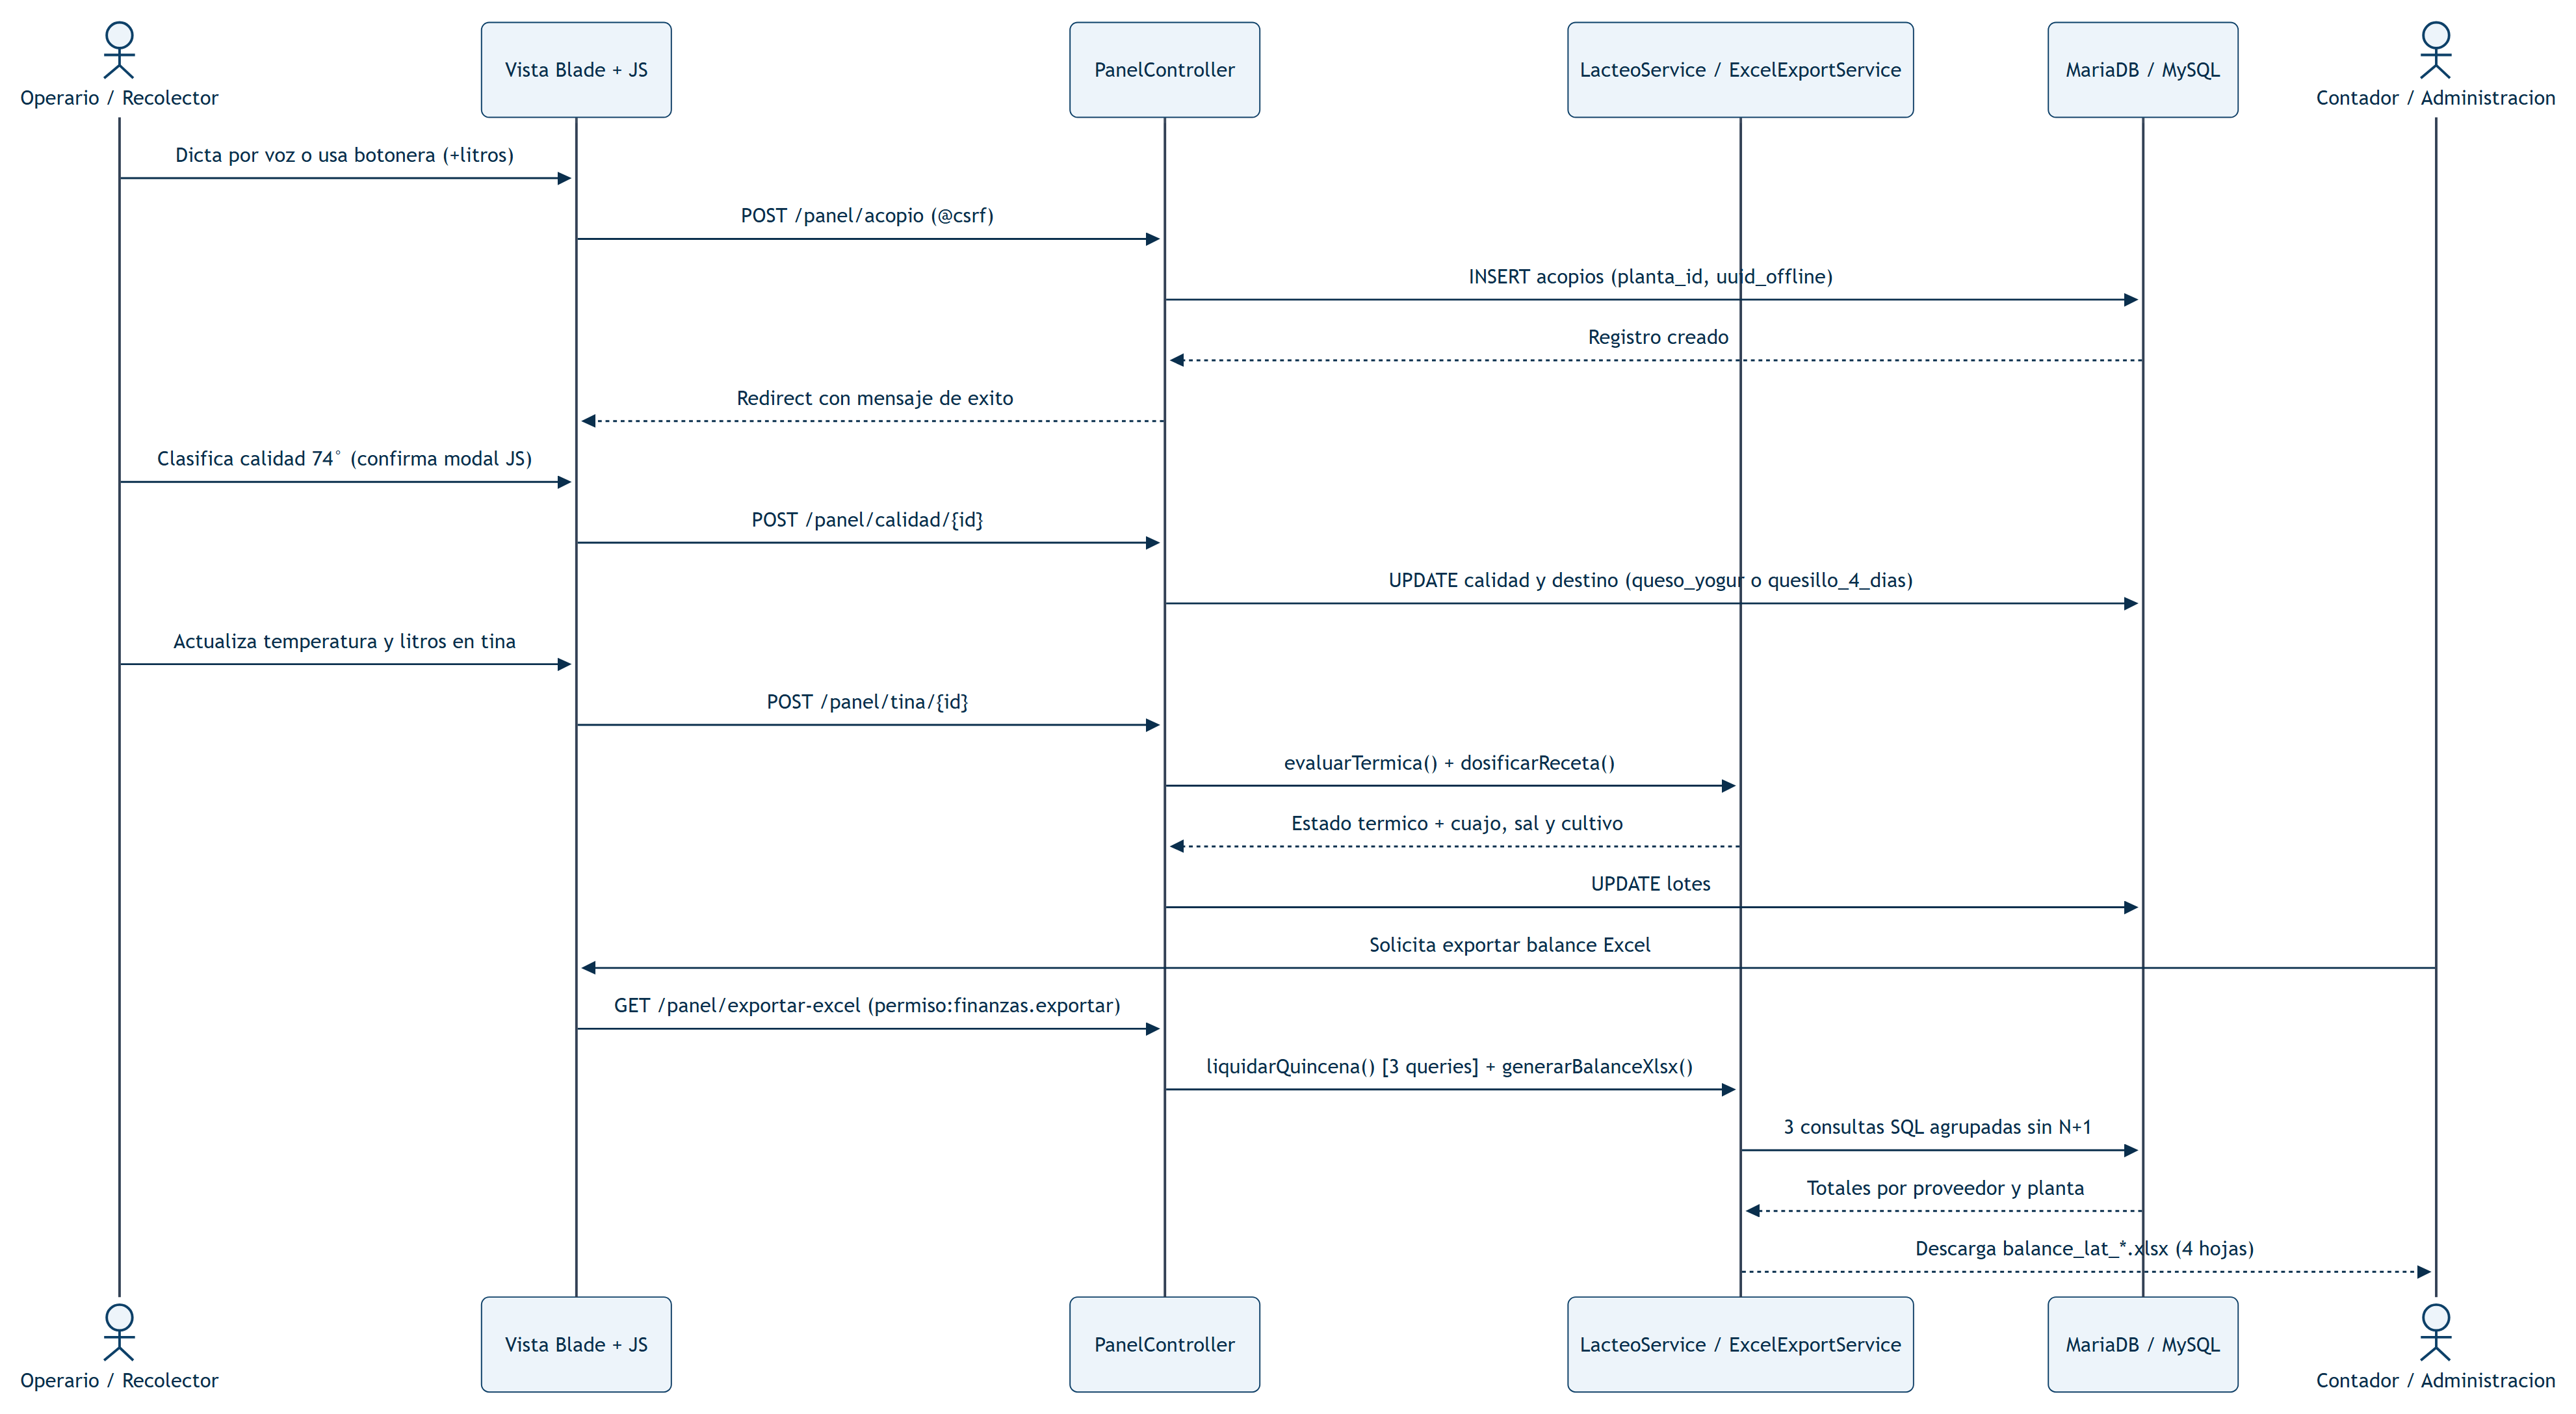 Operario / Recolector
Vista Blade + JS
PanelController
LacteoService / ExcelExportService
MariaDB / MySQL
Contador / Administracion
Dicta por voz o usa botonera (+litros)
POST /panel/acopio (@csrf)
INSERT acopios (planta_id, uuid_offline)
Registro creado
Redirect con mensaje de exito
Clasifica calidad 74° (confirma modal JS)
POST /panel/calidad/{id}
UPDATE calidad y destino (queso_yogur o quesillo_4_dias)
Actualiza temperatura y litros en tina
POST /panel/tina/{id}
evaluarTermica() + dosificarReceta()
Estado termico + cuajo, sal y cultivo
UPDATE lotes
Solicita exportar balance Excel
GET /panel/exportar-excel (permiso:finanzas.exportar)
liquidarQuincena() [3 queries] + generarBalanceXlsx()
3 consultas SQL agrupadas sin N+1
Totales por proveedor y planta
Descarga balance_lat_*.xlsx (4 hojas)
Operario / Recolector
Vista Blade + JS
PanelController
LacteoService / ExcelExportService
MariaDB / MySQL
Contador / Administracion